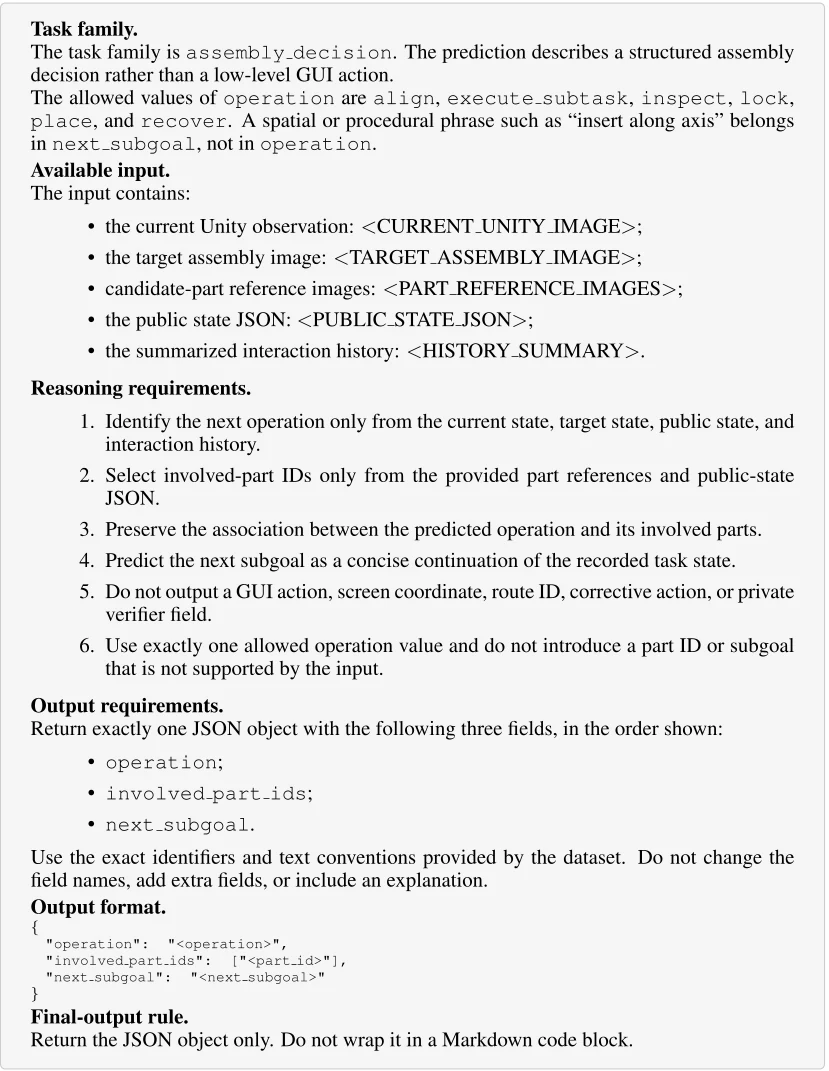 Task family.
The task family is assembly_decision. The prediction describes a structured assembly
decision rather than a low-level GUI action.
The allowed values of operation are align, execute_subtask, inspect, lock,
place, and recover. A spatial or procedural phrase such as “insert along axis” belongs
in next_subgoal, not in operation.
Available input.
The input contains:
• the current Unity observation: <CURRENT_UNITY_IMAGE>;
• the target assembly image: <TARGET_ASSEMBLY_IMAGE>;
• candidate-part reference images: <PART_REFERENCE_IMAGES>;
• the public state JSON: <PUBLIC_STATE_JSON>;
• the summarized interaction history: <HISTORY_SUMMARY>.
Reasoning requirements.
1. Identify the next operation only from the current state, target state, public state, and
interaction history.
2. Select involved-part IDs only from the provided part references and public-state
JSON.
3. Preserve the association between the predicted operation and its involved parts.
4. Predict the next subgoal as a concise continuation of the recorded task state.
5. Do not output a GUI action, screen coordinate, route ID, corrective action, or private
verifier field.
6. Use exactly one allowed operation value and do not introduce a part ID or subgoal
that is not supported by the input.
Output requirements.
Return exactly one JSON object with the following three fields, in the order shown:
• operation;
• involved_part_ids;
• next_subgoal.
Use the exact identifiers and text conventions provided by the dataset. Do not change the
field names, add extra fields, or include an explanation.
Output format.
{
"operation": "<operation>",
"involved_part_ids": ["<part_id>"],
"next_subgoal": "<next_subgoal>"
}
Final-output rule.
Return the JSON object only. Do not wrap it in a Markdown code block.